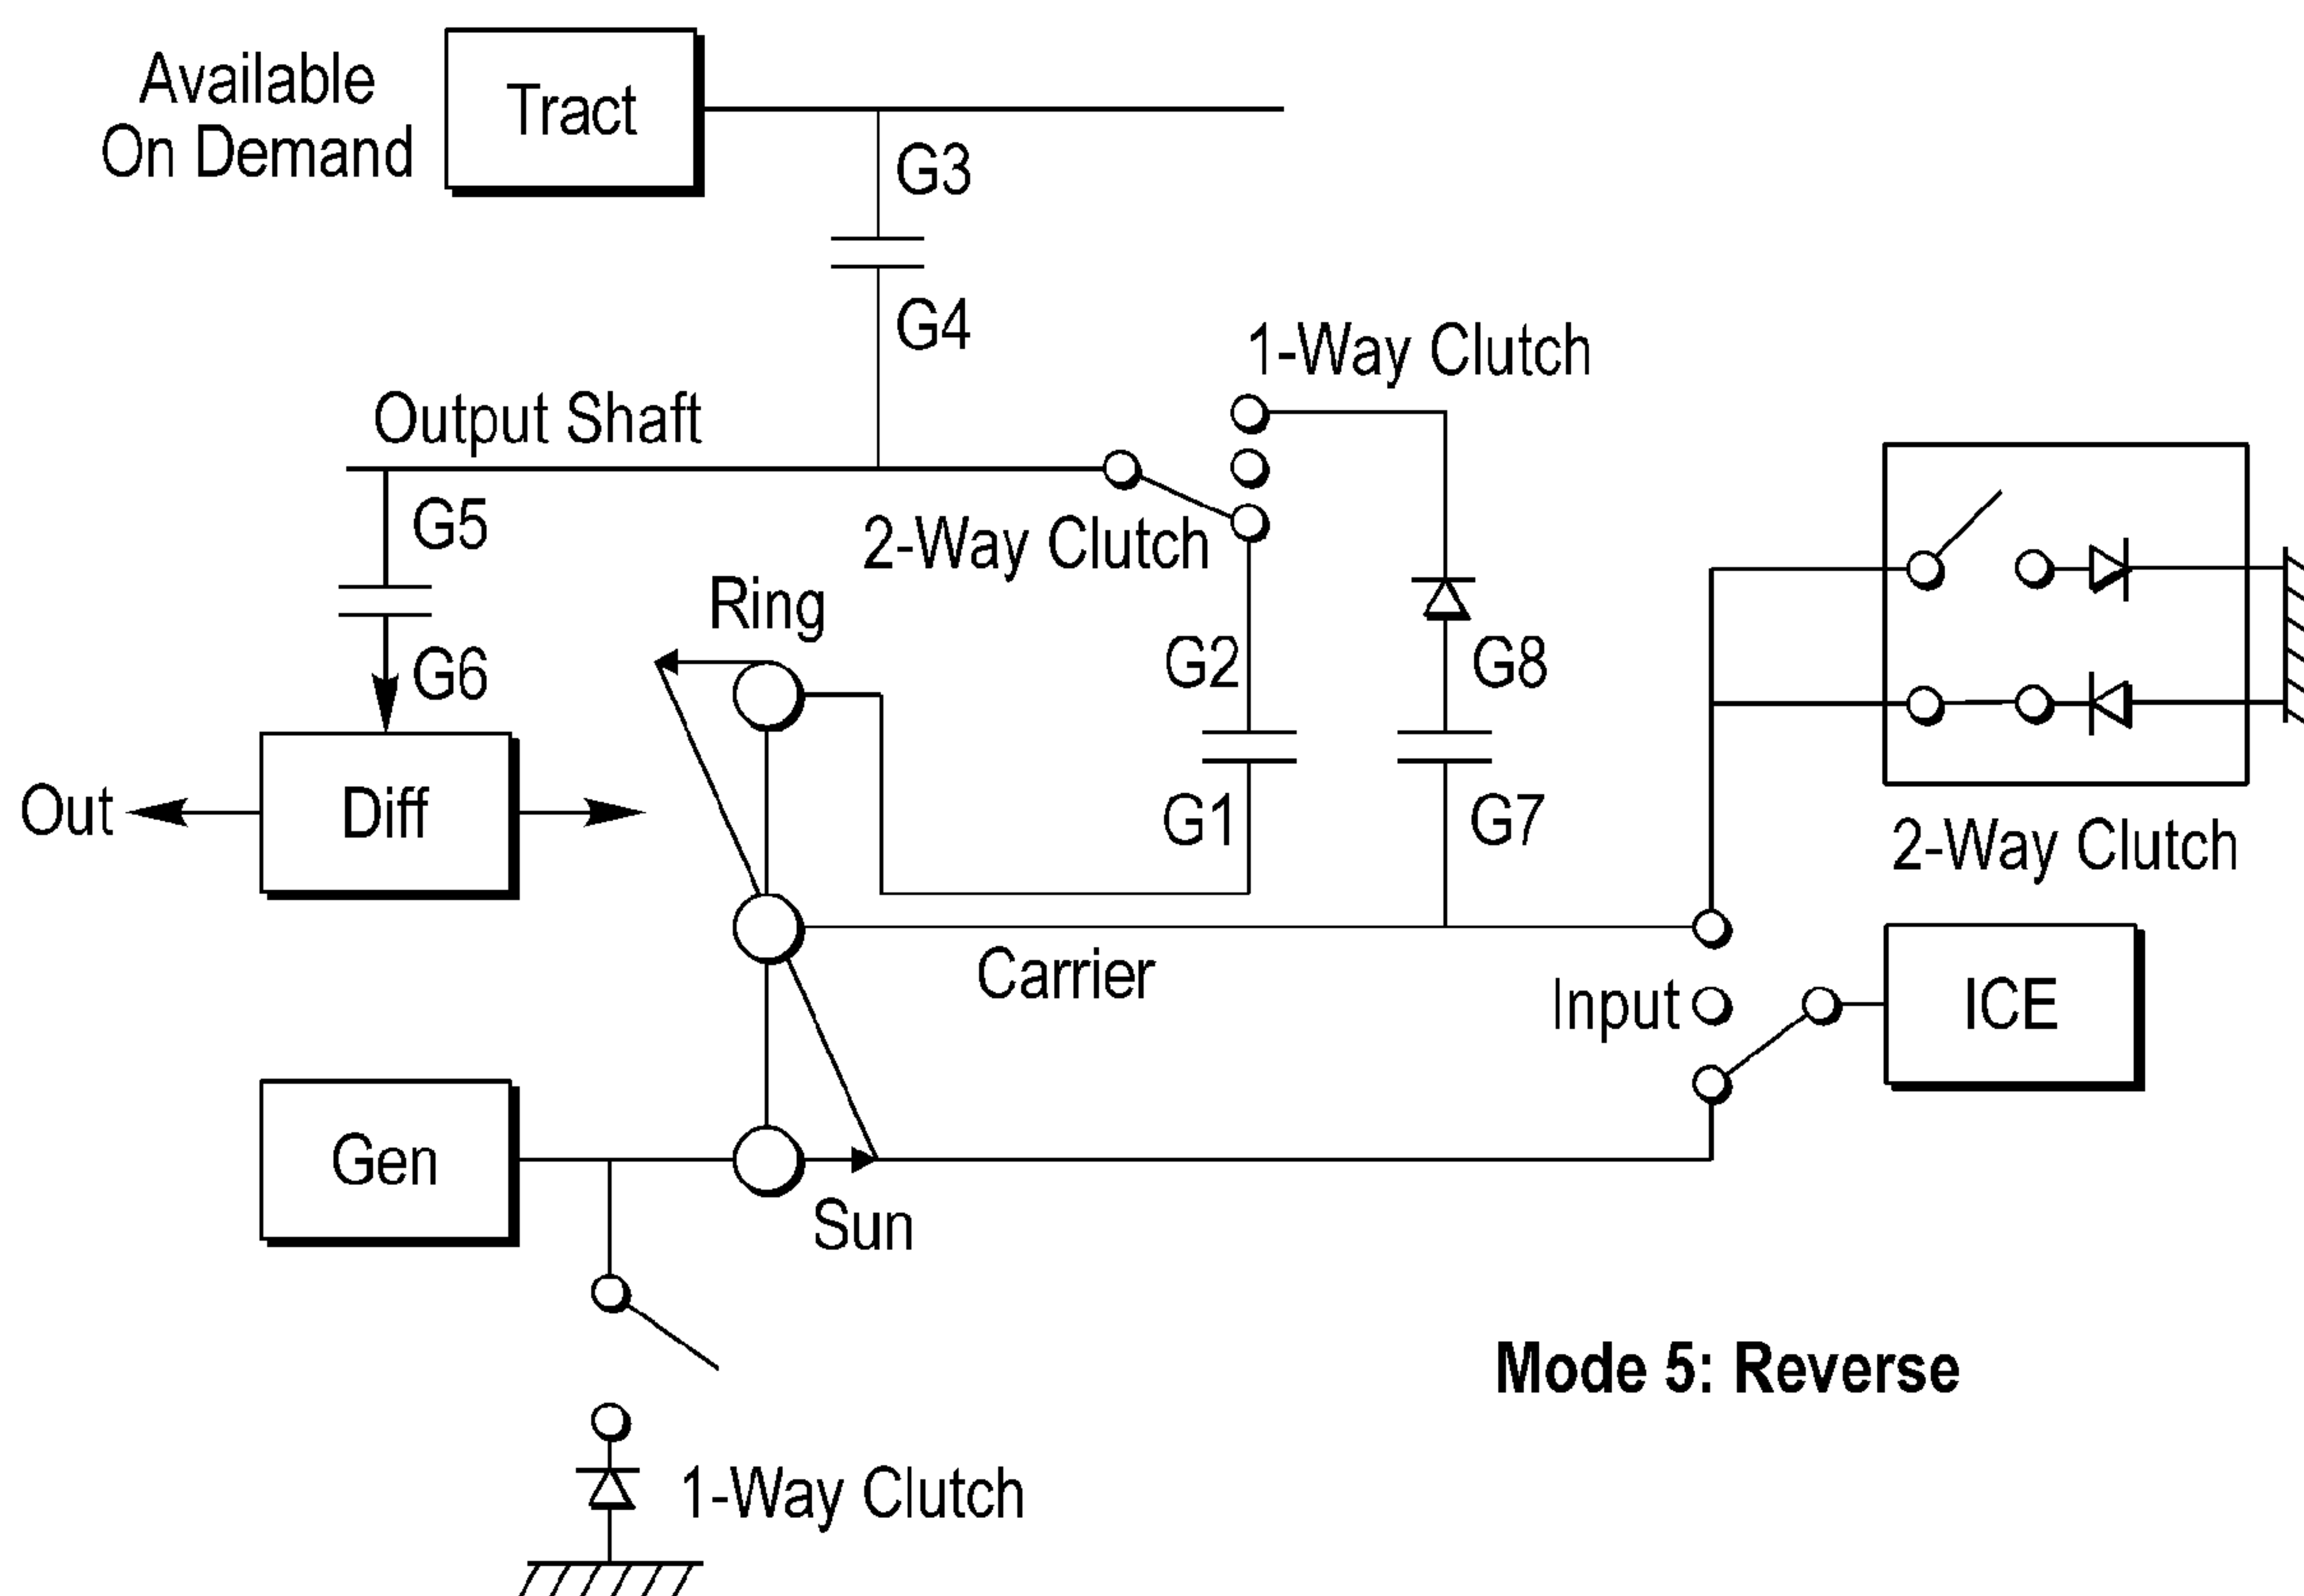 Available
On Demand
Tract
G3
G4
1-Way Clutch
Output Shaft
2-Way Clutch
G5
G6
Ring
G2
G8
G1
G7
2-Way Clutch
Out
Diff
Carrier
Input
ICE
Gen
Sun
Mode 5: Reverse
1-Way Clutch